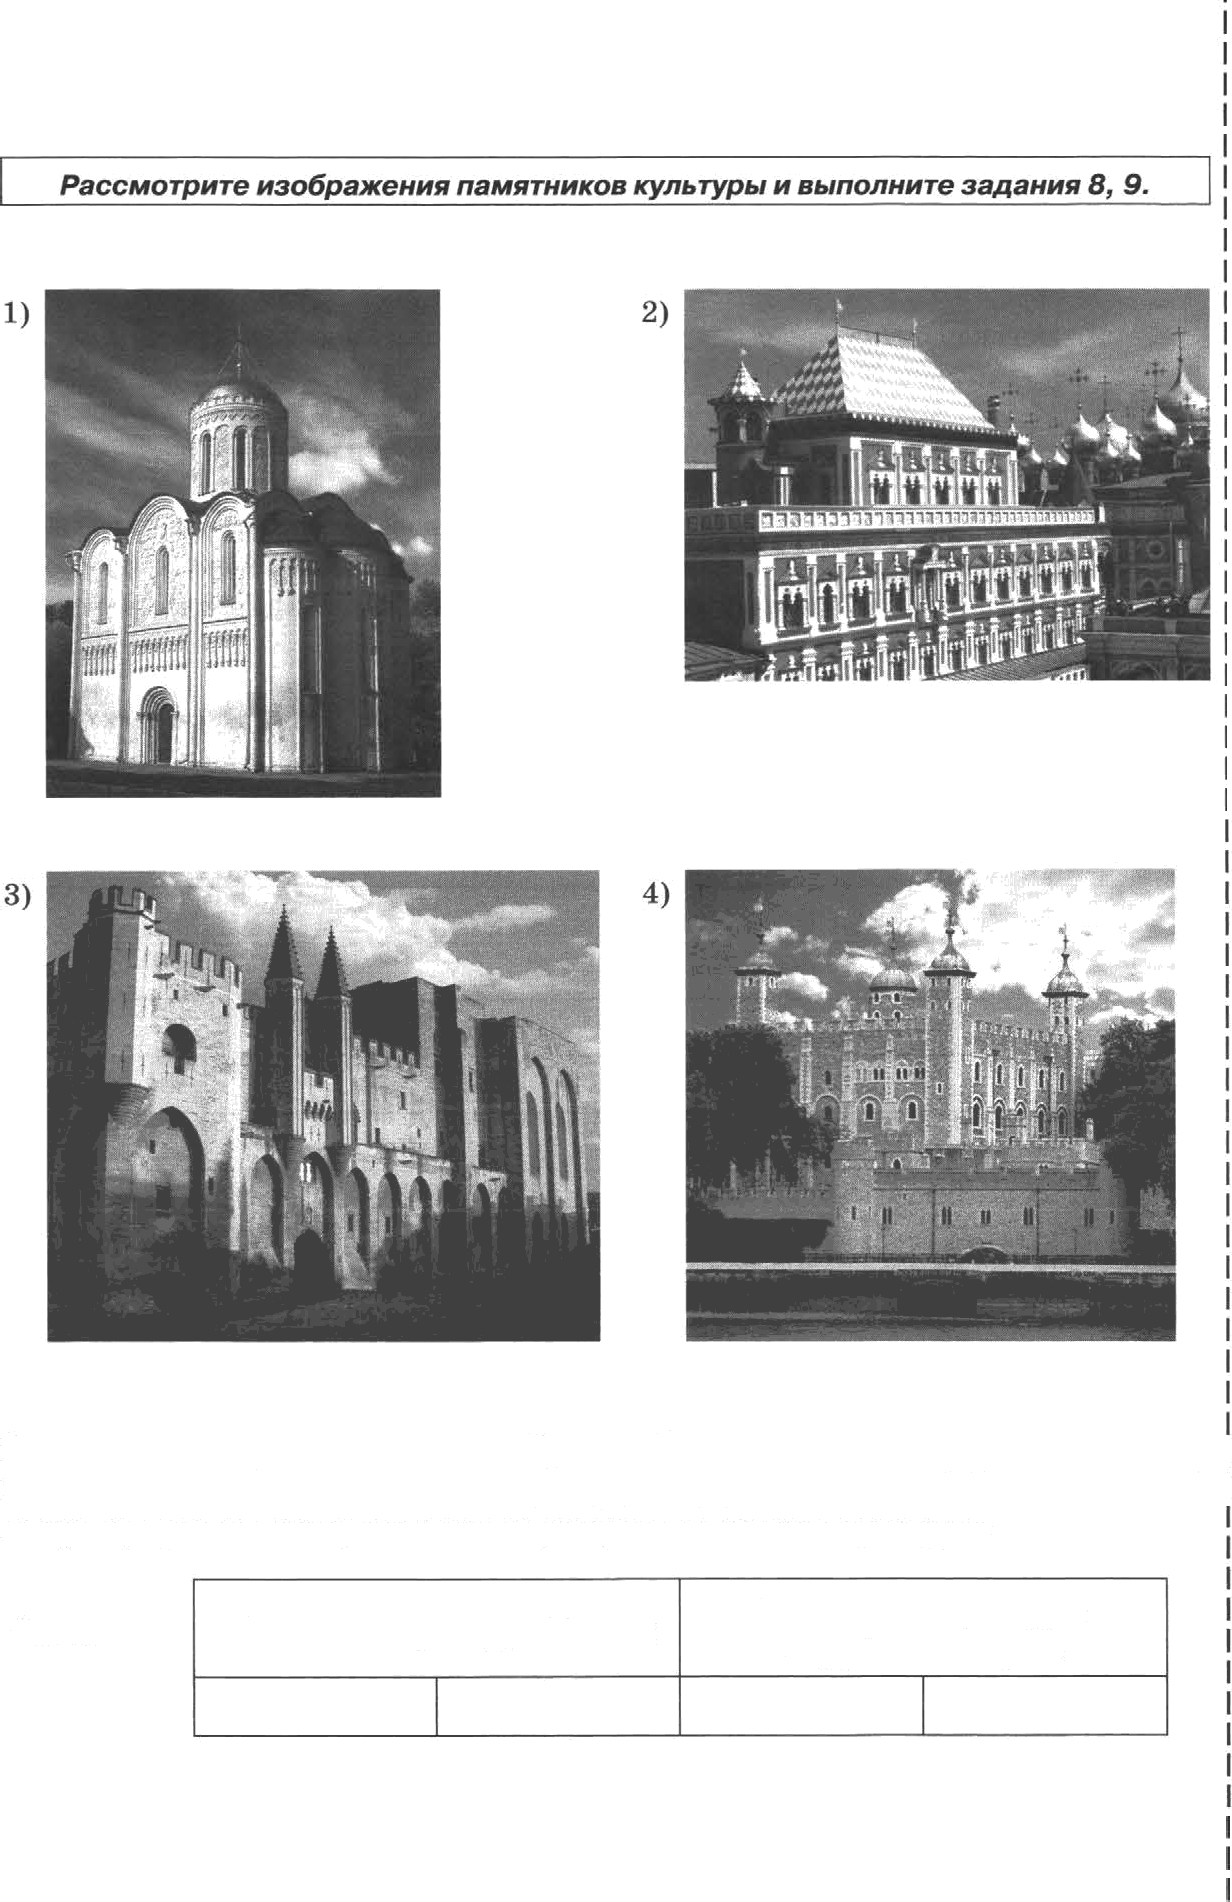 Рассмотрите изображения памятников культуры и выполните задания 8, 9.
1)
2)
3)
4)